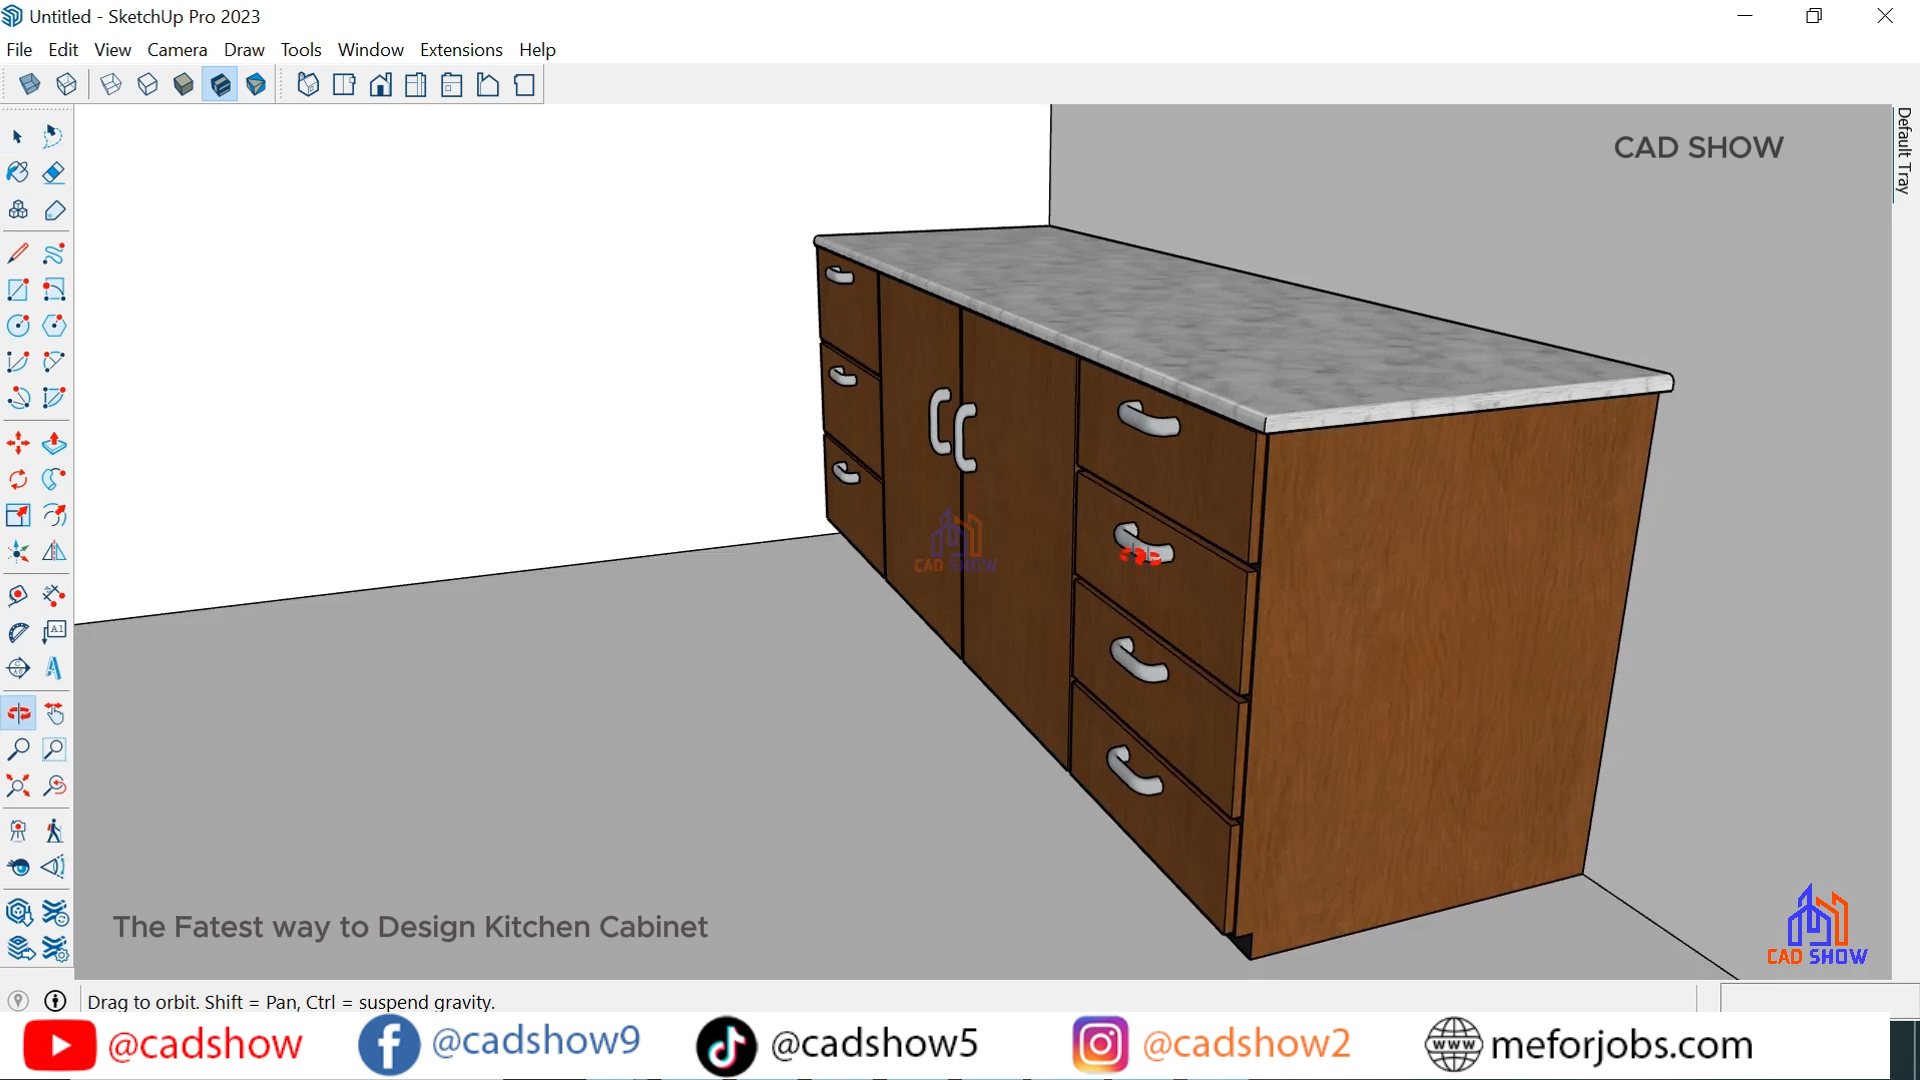 Untitled - SketchUp Pro 2023
File Edit View Camera Draw Tools Window Extensions Help
CAD SHOW
Default Tray
A1
CAD SHOW
The Fatest way to Design Kitchen Cabinet
CAD SHOW
Drag to orbit. Shift = Pan, Ctrl = suspend gravity.
@cadshow @cadshow9 @cadshow5 @cadshow2 www meforjobs.com